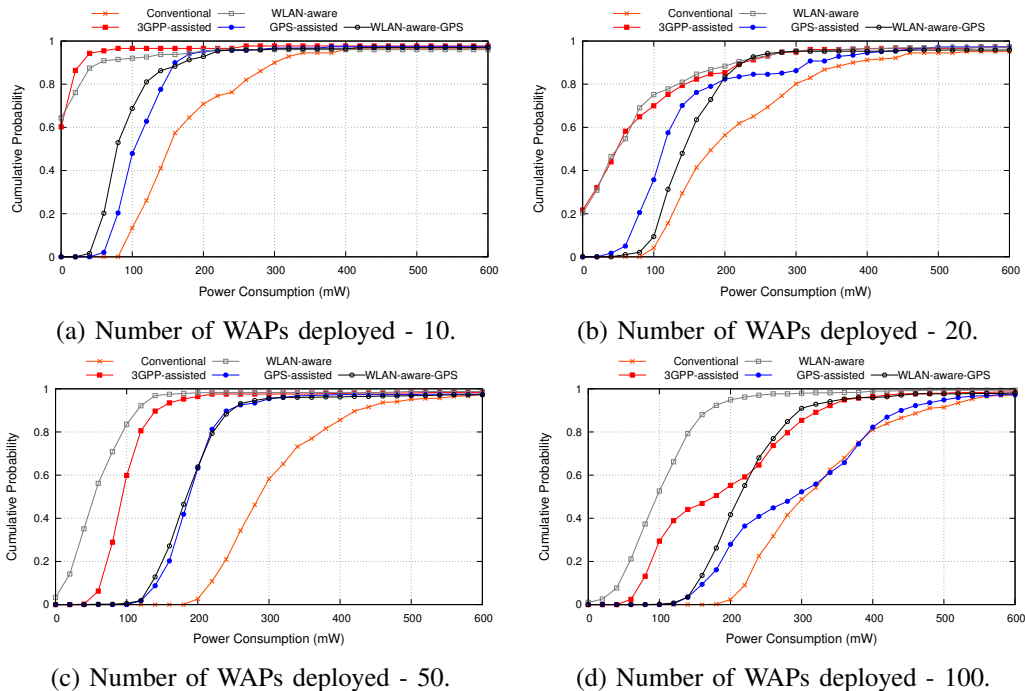 Conventional WLAN-aware
3GPP-assisted GPS-assisted WLAN-aware-GPS
1
0.8
0.6
0.4
0.2
0
Cumulative Probability
0 100 200 300 400 500 600
Power Consumption (mW)
(a) Number of WAPs deployed - 10.
Conventional WLAN-aware
3GPP-assisted GPS-assisted WLAN-aware-GPS
1
0.8
0.6
0.4
0.2
0
Cumulative Probability
0 100 200 300 400 500 600
Power Consumption (mW)
(b) Number of WAPs deployed - 20.
Conventional WLAN-aware
3GPP-assisted GPS-assisted WLAN-aware-GPS
1
0.8
0.6
0.4
0.2
0
Cumulative Probability
0 100 200 300 400 500 600
Power Consumption (mW)
(c) Number of WAPs deployed - 50.
Conventional WLAN-aware
3GPP-assisted GPS-assisted WLAN-aware-GPS
1
0.8
0.6
0.4
0.2
0
Cumulative Probability
0 100 200 300 400 500 600
Power Consumption (mW)
(d) Number of WAPs deployed - 100.